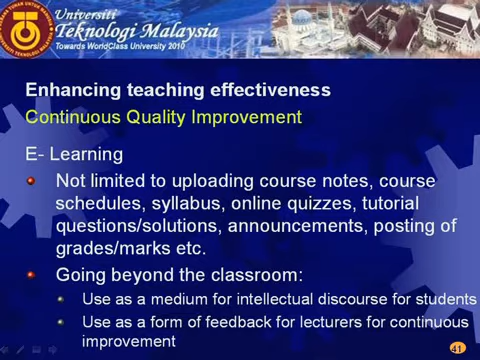 Universiti
Teknologi Malaysia
Towards WorldClass University 2010
Enhancing teaching effectiveness
Continuous Quality Improvement
E- Learning
Not limited to uploading course notes, course
schedules, syllabus, online quizzes, tutorial
questions/solutions, announcements, posting of
grades/marks etc.
Going beyond the classroom:
Use as a medium for intellectual discourse for students
Use as a form of feedback for lecturers for continuous
improvement
41